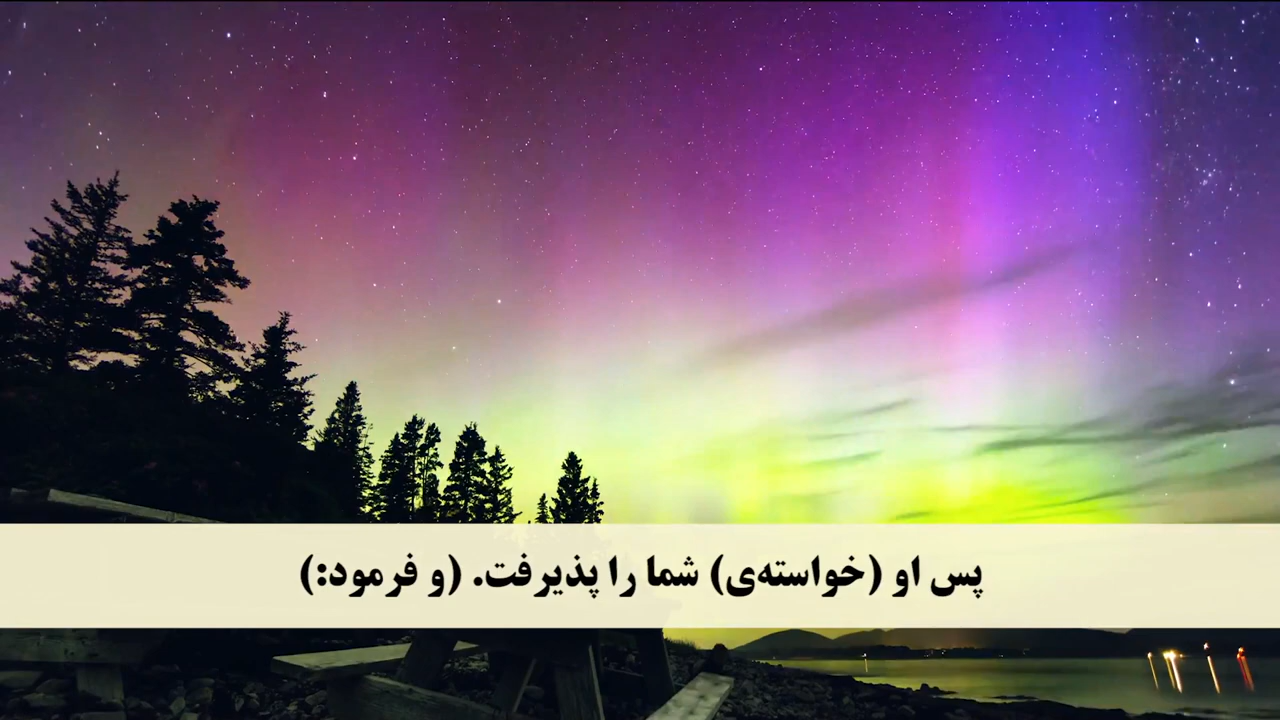 پس او (خواسته‌ی) شما را پذیرفت. (و فرمود:)